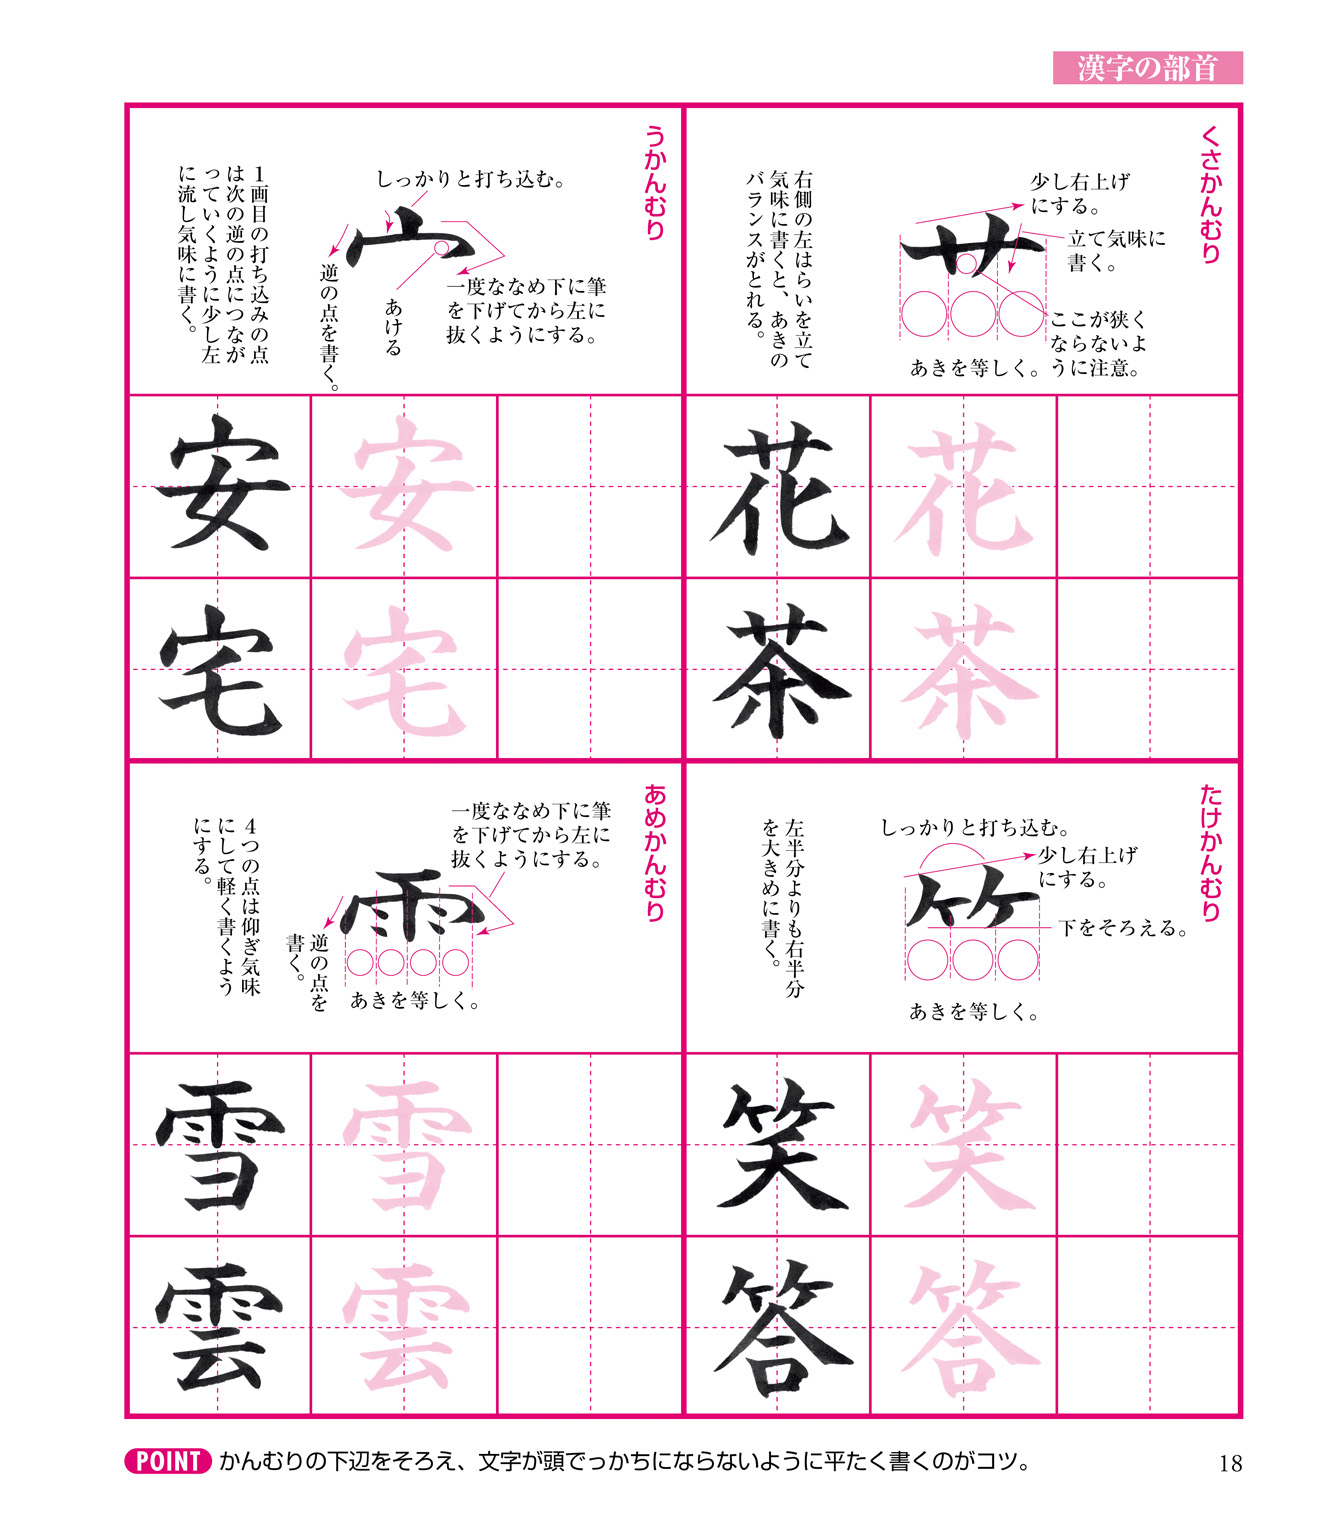 漢字の部首
くさかんむり
少し右上げ
にする。
立て気味に
書く。
ここが狭く
ならないよ
うに注意。
あきを等しく。
右側の左はらいを立て
気味に書くと、あきの
バランスがとれる。
花
花
茶
茶
うかんむり
しっかりと打ち込む。
一度ななめ下に筆
を下げてから左に
抜くようにする。
あける
逆の点を書く。
1画目の打ち込みの点
は次の逆の点につなが
っていくように少し左
に流し気味に書く。
安
安
宅
宅
たけかんむり
しっかりと打ち込む。
少し右上げ
にする。
下をそろえる。
あきを等しく。
左半分よりも右半分
を大きめに書く。
笑
笑
答
答
あめかんむり
一度ななめ下に筆
を下げてから左に
抜くようにする。
逆の点を
書く。
あきを等しく。
4つの点は仰ぎ気味
にして軽く書くよう
にする。
雪
雪
雲
雲
POINT かんむりの下辺をそろえ、文字が頭でっかちにならないように平たく書くのがコツ。
18